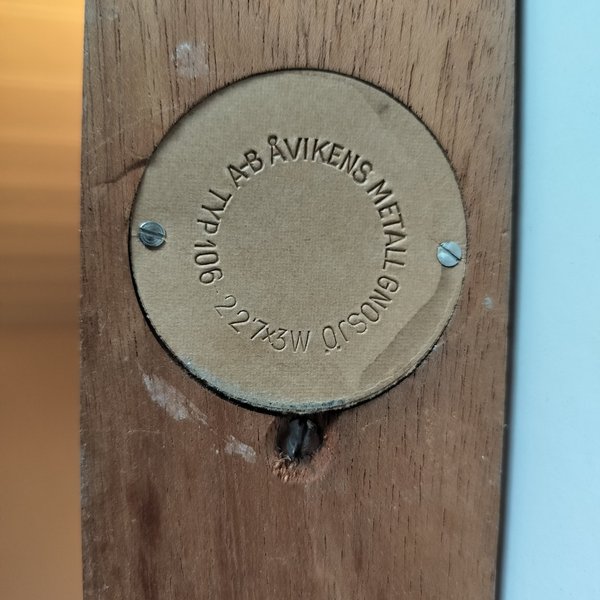 A-B ÅVIKENS METALL GNOSJÖ
227x3W
TYP 106